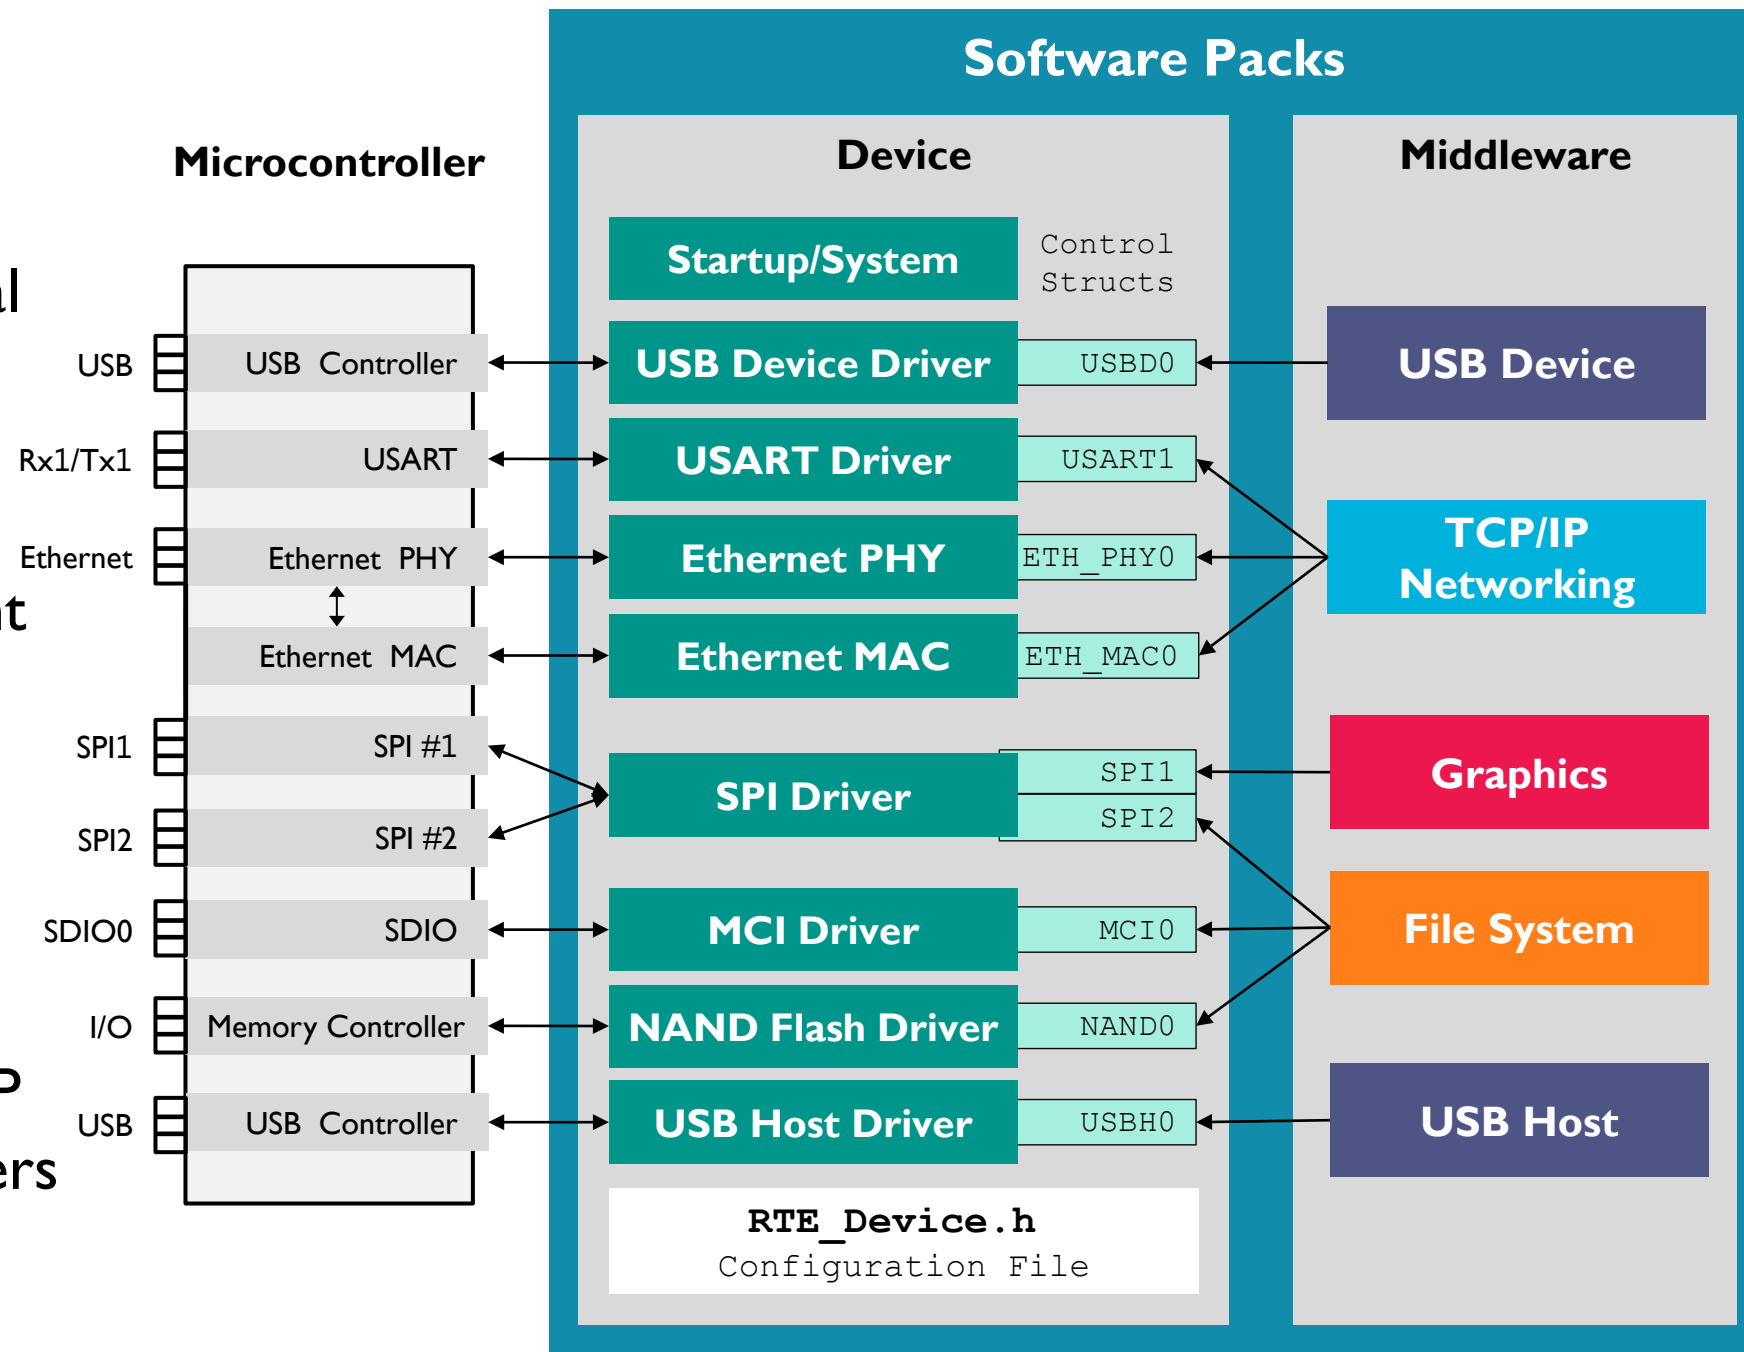 Software Packs
Microcontroller
Device
Middleware
Startup/System
Control
Structs
al
USB
USB Controller
USB Device Driver
USBD0
USB Device
Rx1/Tx1
USART
USART Driver
USART1
TCP/IP
Networking
Ethernet
Ethernet PHY
Ethernet PHY
ETH_PHY0
nt
Ethernet MAC
Ethernet MAC
ETH_MAC0
SPI1
SPI #1
SPI Driver
SPI1
Graphics
SPI2
SPI #2
SPI2
SDIO0
SDIO
MCI Driver
MCI0
File System
I/O
Memory Controller
NAND Flash Driver
NAND0
P
USB
USB Controller
USB Host Driver
USBH0
USB Host
ers
RTE_Device.h
Configuration File